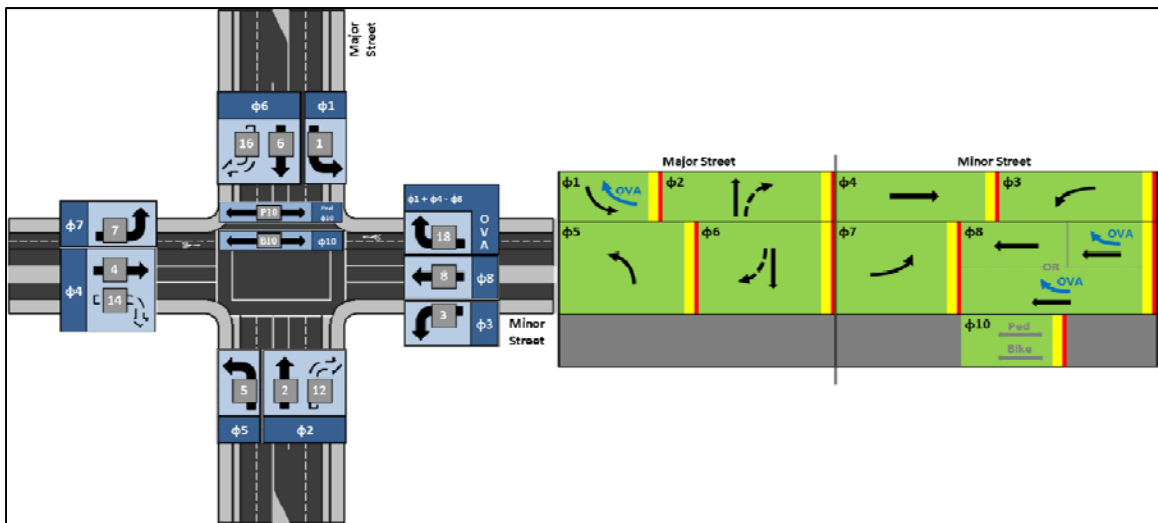 Major
Street
ϕ6
ϕ1
16
6
1
ϕ7
7
P10
Ped
ϕ10
B10
ϕ10
ϕ1 + ϕ4 - ϕ8
OVA
18
4
14
ϕ4
8
ϕ8
3
ϕ3
Minor
Street
5
2
12
ϕ5
ϕ2
Major Street
Minor Street
ϕ1
OVA
ϕ2
ϕ4
ϕ3
ϕ5
ϕ6
ϕ7
ϕ8
OVA
OR
OVA
ϕ10
Ped
Bike